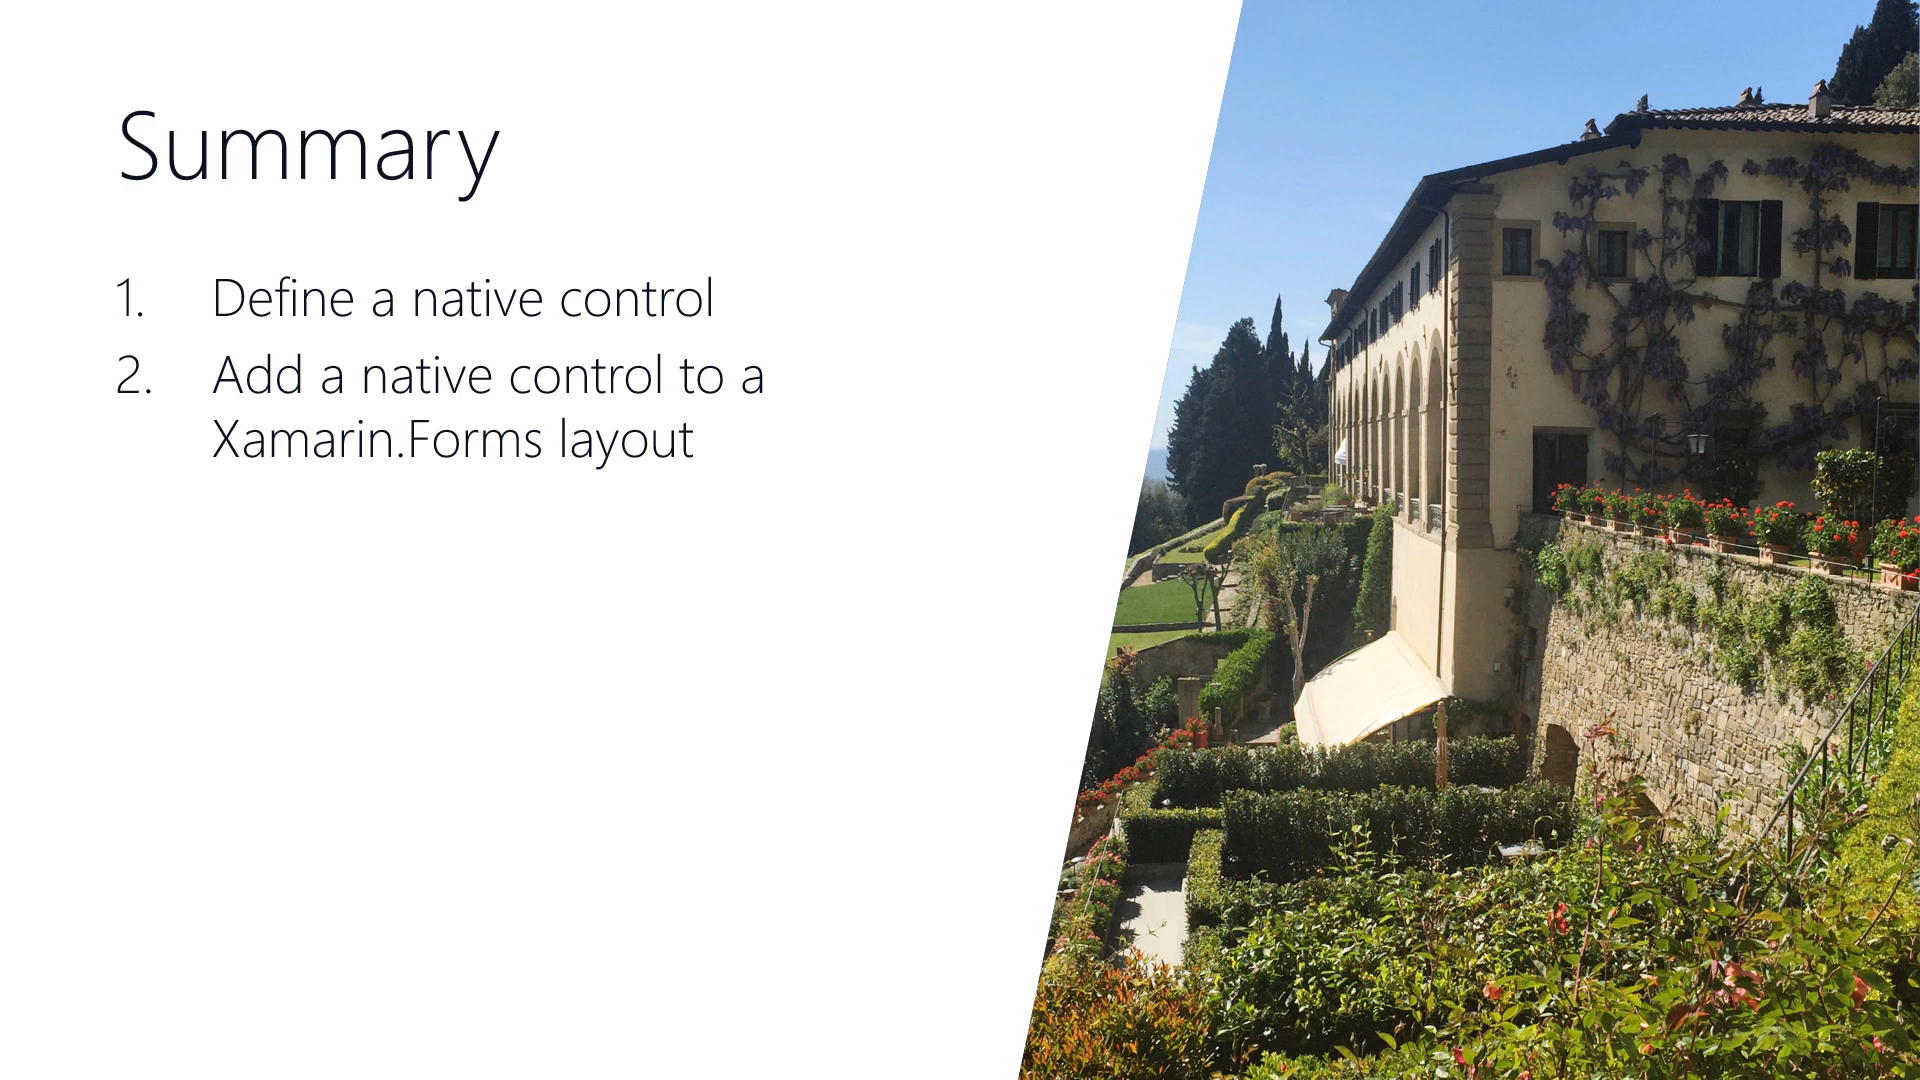 Summary
1. Define a native control
2. Add a native control to a
Xamarin.Forms layout